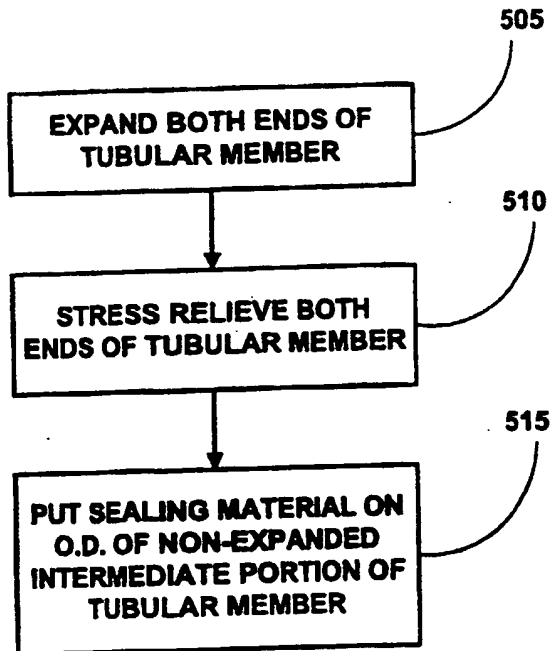 505
EXPAND BOTH ENDS OF
TUBULAR MEMBER
510
STRESS RELIEVE BOTH
ENDS OF TUBULAR MEMBER
515
PUT SEALING MATERIAL ON
O.D. OF NON-EXPANDED
INTERMEDIATE PORTION OF
TUBULAR MEMBER